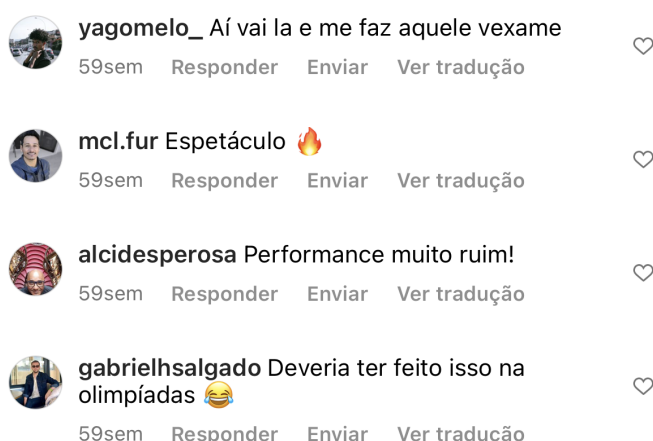 yagomelo_ Aí vai la e me faz aquele vexame
59sem Responder Enviar Ver tradução
mcl.fur Espetáculo 🔥
59sem Responder Enviar Ver tradução
alcidesperosa Performance muito ruim!
59sem Responder Enviar Ver tradução
gabrielhsalgado Deveria ter feito isso na
olimpíadas 😂
59sem Responder Enviar Ver tradução